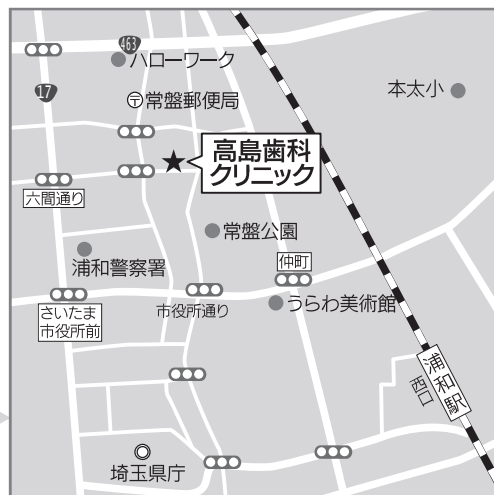 463
ハローワーク
17
〒常盤郵便局
本太小
高島歯科
クリニック
六間通り
常盤公園
浦和警察署
仲町
さいたま
市役所前
市役所通り
うらわ美術館
浦和駅
西口
埼玉県庁